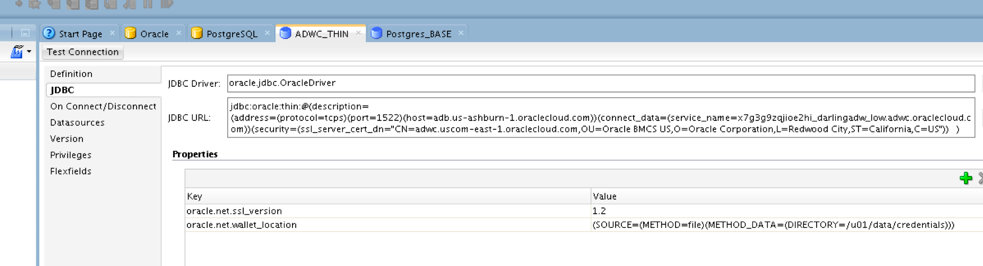 Start Page
Oracle
PostgreSQL
ADWC_THIN
Postgres_BASE
Test Connection
Definition
JDBC
On Connect/Disconnect
Datasources
Version
Privileges
Flexfields
JDBC Driver: oracle.jdbc.OracleDriver
JDBC URL: jdbc:oracle:thin:@(description=
(address=(protocol=tcps)(port=1522)(host=adb.us-ashburn-1.oraclecloud.com))(connect_data=(service_name=x7g3g9zqjioe2hi_darlingadw_low.adwc.oraclecloud.c
om))(security=(ssl_server_cert_dn="CN=adwc.uscom-east-1.oraclecloud.com,OU=Oracle BMCS US,O=Oracle Corporation,L=Redwood City,ST=California,C=US")) )
Properties
Key Value
oracle.net.ssl_version 1.2
oracle.net.wallet_location (SOURCE=(METHOD=file)(METHOD_DATA=(DIRECTORY=/u01/data/credentials)))